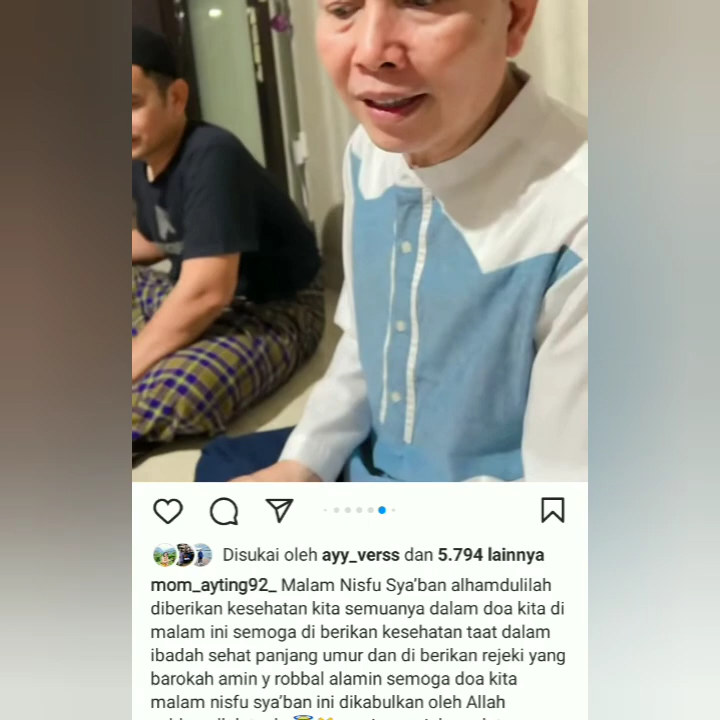 Disukai oleh ayy_verss dan 5.794 lainnya
mom_ayting92_ Malam Nisfu Sya'ban alhamdulilah
diberikan kesehatan kita semuanya dalam doa kita di
malam ini semoga di berikan kesehatan taat dalam
ibadah sehat panjang umur dan di berikan rejeki yang
barokah amin y robbal alamin semoga doa kita
malam nisfu sya'ban ini dikabulkan oleh Allah